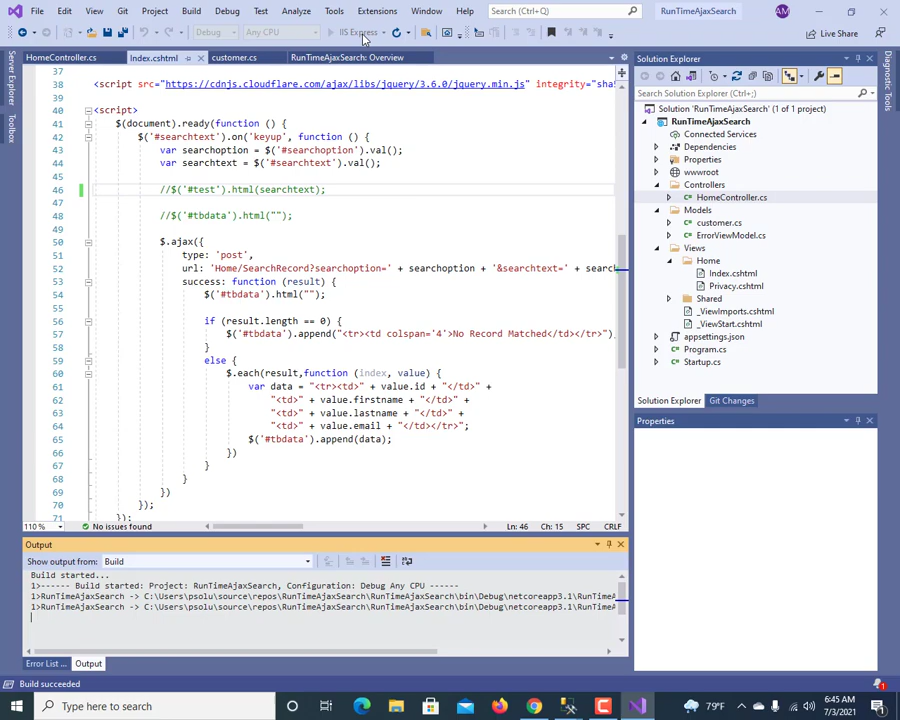 File Edit View Git Project Build Debug Test Analyze Tools Extensions Window Help Search (Ctrl+Q) RunTimeAjaxSearch AM
Debug Any CPU IIS Express Live Share
HomeController.cs Index.cshtml customer.cs RunTimeAjaxSearch: Overview
Server Explorer
Toolbox
37
38 <script src="https://cdnjs.cloudflare.com/ajax/libs/jquery/3.6.0/jquery.min.js" integrity="sha
39
40 <script>
41 $(document).ready(function () {
42 $('#searchtext').on('keyup', function () {
43 var searchoption = $('#searchoption').val();
44 var searchtext = $('#searchtext').val();
45
46 //$('#test').html(searchtext);
47
48 //$('#tbdata').html("");
49
50 $.ajax({
51 type: 'post',
52 url: 'Home/SearchRecord?searchoption=' + searchoption + '&searchtext=' + searc
53 success: function (result) {
54 $('#tbdata').html("");
55
56 if (result.length == 0) {
57 $('#tbdata').append("<tr><td colspan='4'>No Record Matched</td></tr>")
58 }
59 else {
60 $.each(result,function (index, value) {
61 var data = "<tr><td>" + value.id + "</td>" +
62 "<td>" + value.firstname + "</td>" +
63 "<td>" + value.lastname + "</td>" +
64 "<td>" + value.email + "</td></tr>";
65 $('#tbdata').append(data);
66 })
67 }
68 }
69 })
70 });
71 });
110 % No issues found Ln: 46 Ch: 15 SPC CRLF
Output
Show output from: Build
Build started...
1>------ Build started: Project: RunTimeAjaxSearch, Configuration: Debug Any CPU ------
1>RunTimeAjaxSearch -> C:\Users\psolu\source\repos\RunTimeAjaxSearch\RunTimeAjaxSearch\bin\Debug\netcoreapp3.1\RunTimeA
1>RunTimeAjaxSearch -> C:\Users\psolu\source\repos\RunTimeAjaxSearch\RunTimeAjaxSearch\bin\Debug\netcoreapp3.1\RunTimeA
Error List ... Output
Solution Explorer
Search Solution Explorer (Ctrl+;)
Solution 'RunTimeAjaxSearch' (1 of 1 project)
RunTimeAjaxSearch
Connected Services
Dependencies
Properties
wwwroot
Controllers
HomeController.cs
Models
customer.cs
ErrorViewModel.cs
Views
Home
Index.cshtml
Privacy.cshtml
Shared
_ViewImports.cshtml
_ViewStart.cshtml
appsettings.json
Program.cs
Startup.cs
Solution Explorer Git Changes
Properties
Diagnostic Tools
Build succeeded 1
Type here to search 79°F 6:45 AM
7/3/2021